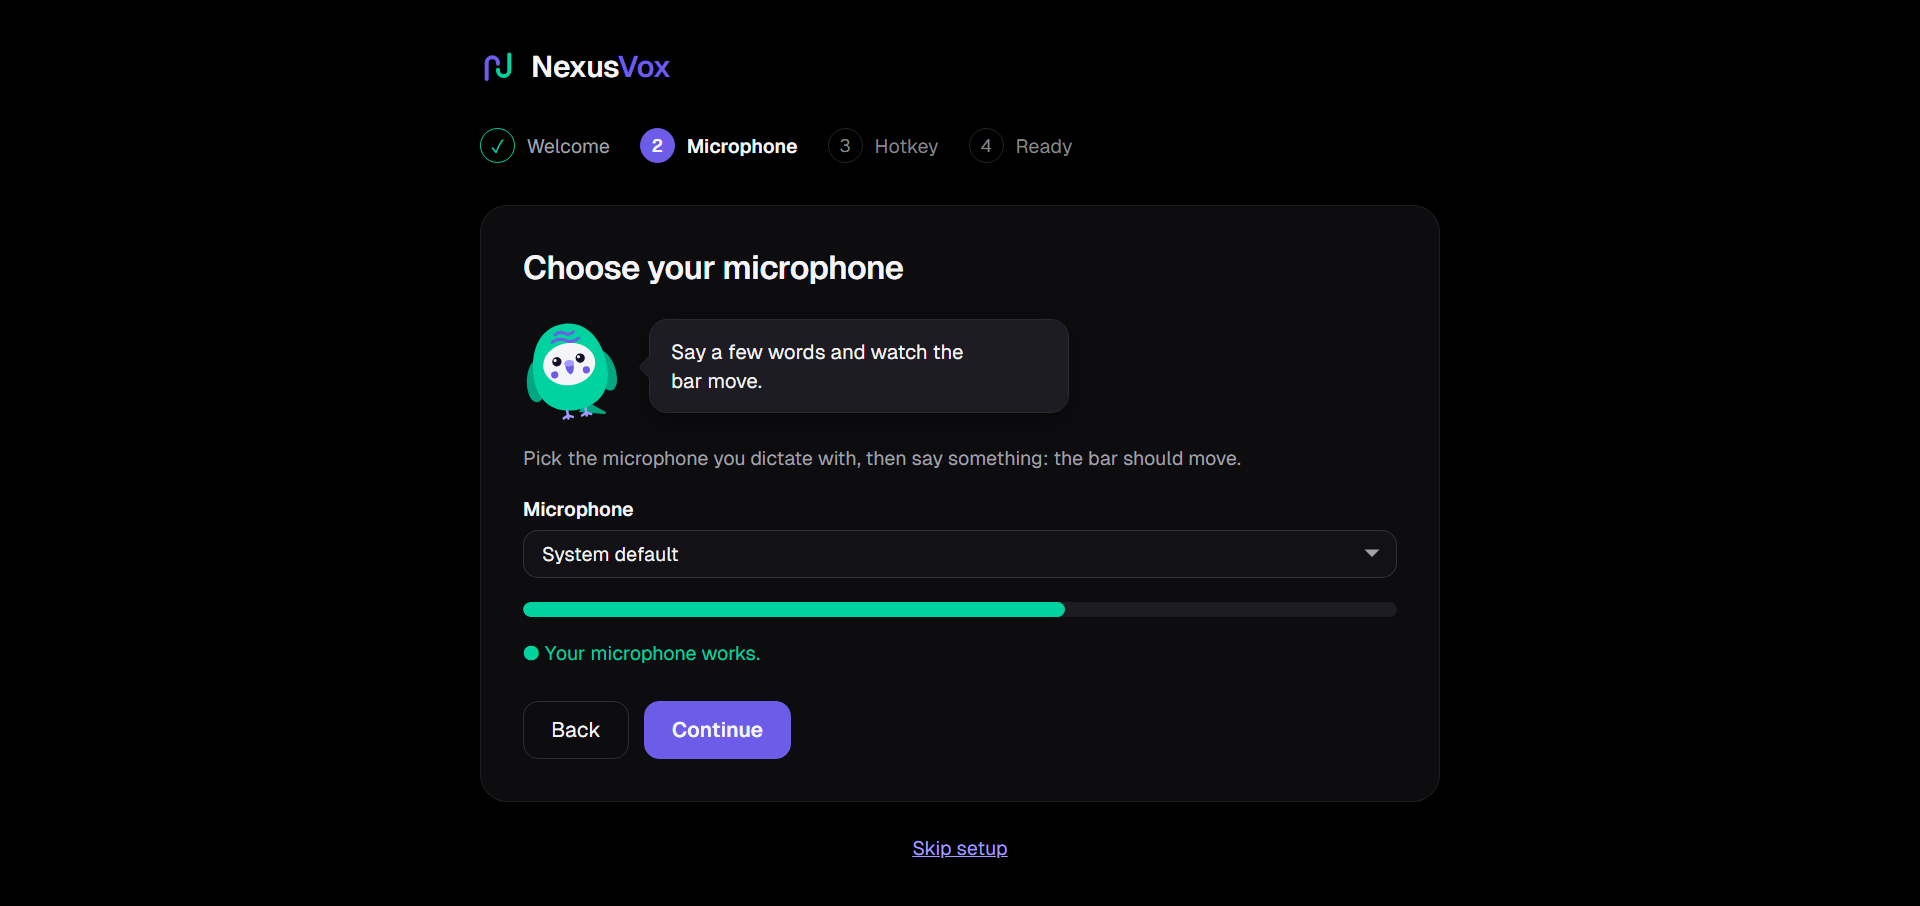 NexusVox
✓ Welcome 2 Microphone 3 Hotkey 4 Ready
Choose your microphone
Say a few words and watch the
bar move.
Pick the microphone you dictate with, then say something: the bar should move.
Microphone
System default
Your microphone works.
Back Continue
Skip setup